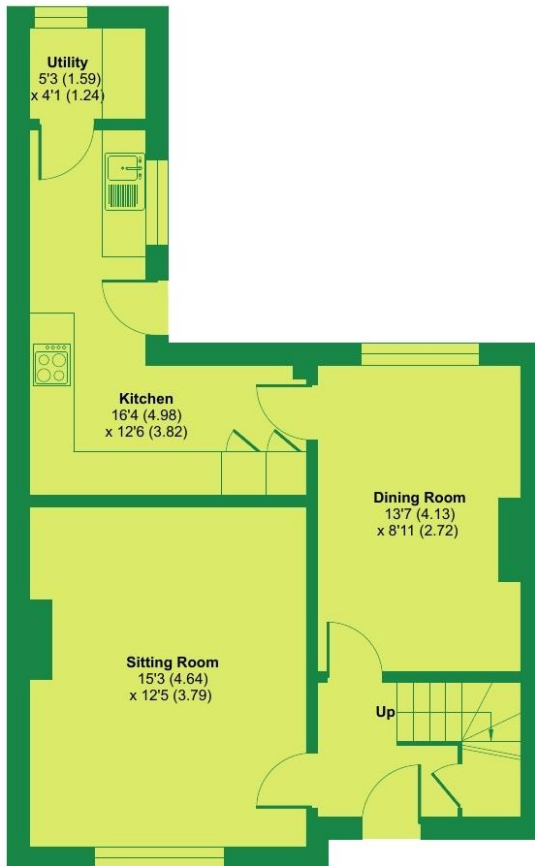 Utility
5'3 (1.59)
x 4'1 (1.24)
Kitchen
16'4 (4.98)
x 12'6 (3.82)
Dining Room
13'7 (4.13)
x 8'11 (2.72)
Sitting Room
15'3 (4.64)
x 12'5 (3.79)
Up